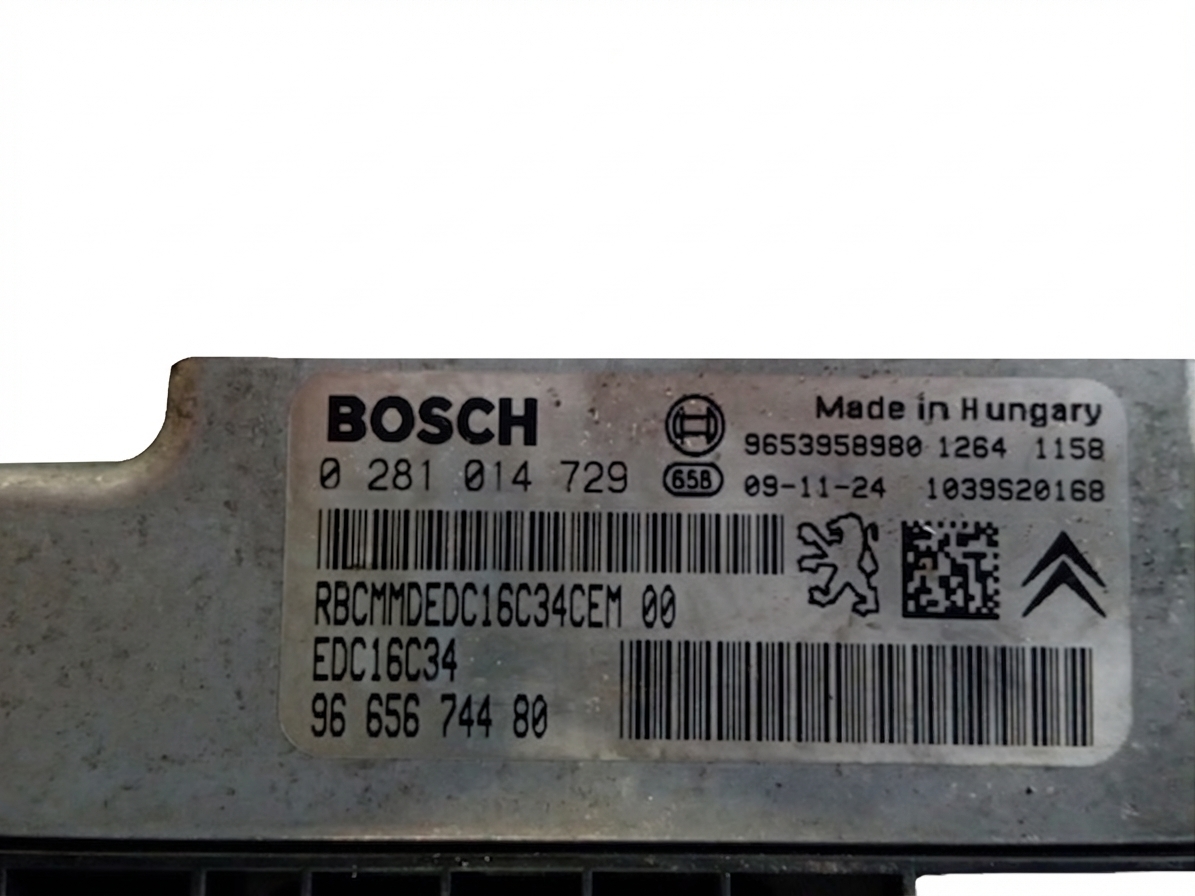 BOSCH
Made in Hungary
9653958980 1264 1158
0 281 014 729
658
09-11-24 1039S20168
RBCMMDEDC16C34CEM 00
EDC16C34
96 656 744 80